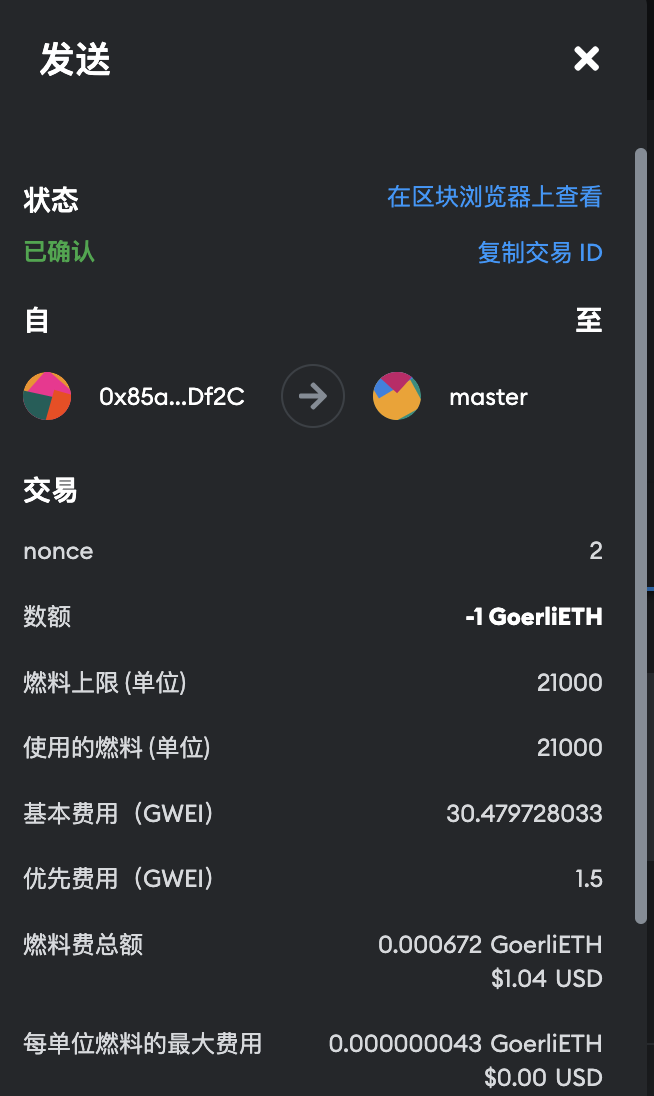 发送
状态 在区块浏览器上查看
已确认 复制交易 ID
自 至
0x85a...Df2C master
交易
nonce 2
数额 -1 GoerliETH
燃料上限 (单位) 21000
使用的燃料 (单位) 21000
基本费用（GWEI） 30.479728033
优先费用（GWEI） 1.5
燃料费总额 0.000672 GoerliETH
$1.04 USD
每单位燃料的最大费用 0.000000043 GoerliETH
$0.00 USD